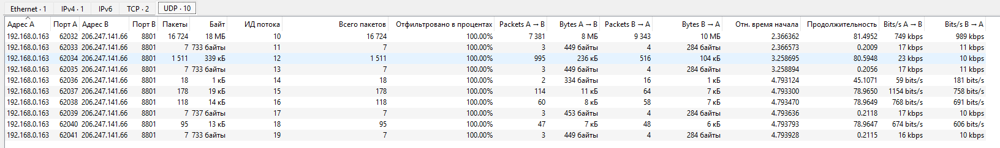 Ethernet · 1 IPv4 · 1 IPv6 TCP · 2 UDP · 10
Адрес A Порт A Адрес B Порт B Пакеты Байт ИД потока Всего пакетов Отфильтровано в процентах Packets A → B Bytes A → B Packets B → A Bytes B → A Отн. время начала Продолжительность Bits/s A → B Bits/s B → A
192.168.0.163 62032 206.247.141.66 8801 16 724 18 МБ 10 16 724 100.00% 7 381 8 МБ 9 343 10 МБ 2.366362 81.4952 749 kbps 989 kbps
192.168.0.163 62033 206.247.141.66 8801 7 733 байты 11 7 100.00% 3 449 байты 4 284 байты 2.366573 0.2009 17 kbps 11 kbps
192.168.0.163 62034 206.247.141.66 8801 1 511 339 кБ 12 1 511 100.00% 995 236 кБ 516 104 кБ 3.258695 80.5948 23 kbps 10 kbps
192.168.0.163 62035 206.247.141.66 8801 7 733 байты 13 7 100.00% 3 449 байты 4 284 байты 3.258894 0.2056 17 kbps 11 kbps
192.168.0.163 62036 206.247.141.66 8801 18 1 кБ 14 18 100.00% 2 334 байты 16 1 кБ 4.793124 45.1071 59 bits/s 181 bits/s
192.168.0.163 62037 206.247.141.66 8801 178 19 кБ 15 178 100.00% 114 11 кБ 64 7 кБ 4.793300 78.9650 1154 bits/s 758 bits/s
192.168.0.163 62038 206.247.141.66 8801 118 14 кБ 16 118 100.00% 60 8 кБ 58 7 кБ 4.793470 78.9649 768 bits/s 691 bits/s
192.168.0.163 62039 206.247.141.66 8801 7 737 байты 17 7 100.00% 3 453 байты 4 284 байты 4.793636 0.2118 17 kbps 10 kbps
192.168.0.163 62040 206.247.141.66 8801 95 13 кБ 18 95 100.00% 47 7 кБ 48 6 кБ 4.793793 78.9647 674 bits/s 606 bits/s
192.168.0.163 62041 206.247.141.66 8801 7 733 байты 19 7 100.00% 3 449 байты 4 284 байты 4.793928 0.2115 16 kbps 10 kbps